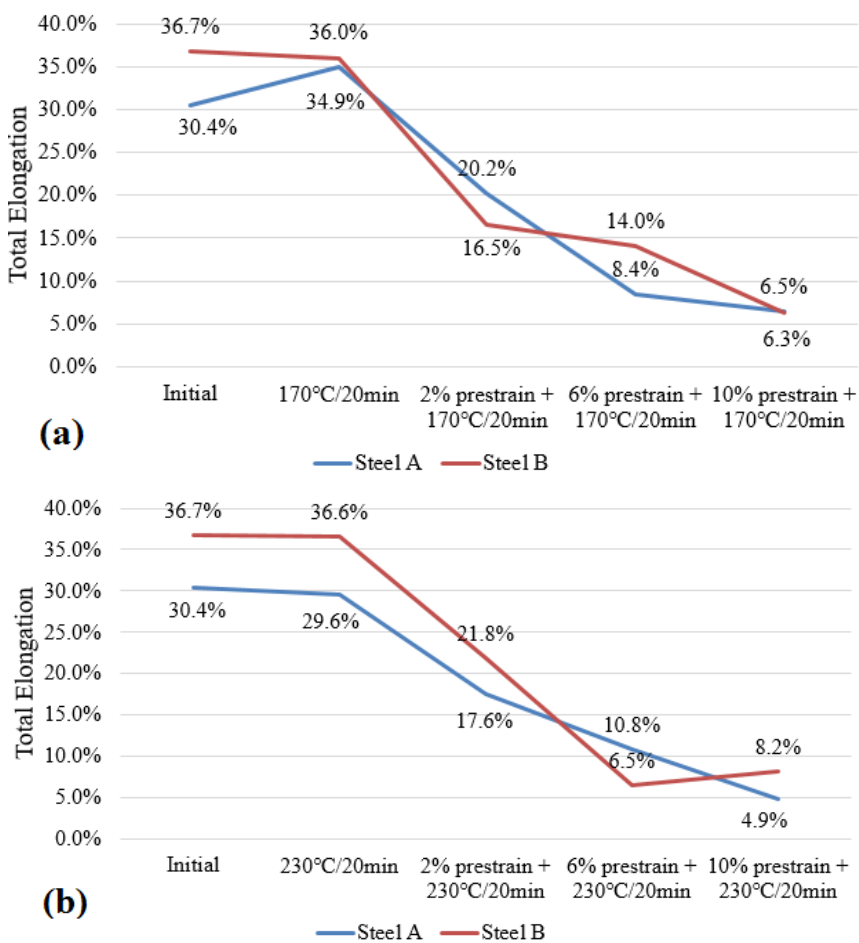 40.0%
36.7%
36.0%
35.0%
34.9%
30.0%
30.4%
25.0%
20.2%
20.0%
16.5%
15.0%
14.0%
10.0%
8.4%
6.5%
5.0%
6.3%
0.0%
Total Elongation
Initial
170℃/20min
2% prestrain +
170℃/20min
6% prestrain +
170℃/20min
10% prestrain +
170℃/20min
(a)
Steel A
Steel B
40.0%
36.7%
36.6%
35.0%
30.0%
30.4%
29.6%
25.0%
21.8%
20.0%
17.6%
15.0%
10.8%
10.0%
6.5%
8.2%
5.0%
4.9%
0.0%
Total Elongation
Initial
230℃/20min
2% prestrain +
230℃/20min
6% prestrain +
230℃/20min
10% prestrain +
230℃/20min
(b)
Steel A
Steel B